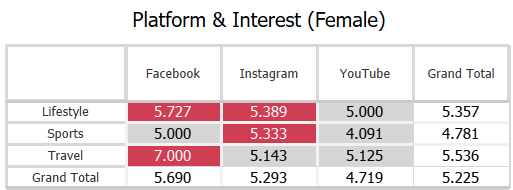 Platform & Interest (Female)
Facebook Instagram YouTube Grand Total
Lifestyle 5.727 5.389 5.000 5.357
Sports 5.000 5.333 4.091 4.781
Travel 7.000 5.143 5.125 5.536
Grand Total 5.690 5.293 4.719 5.225